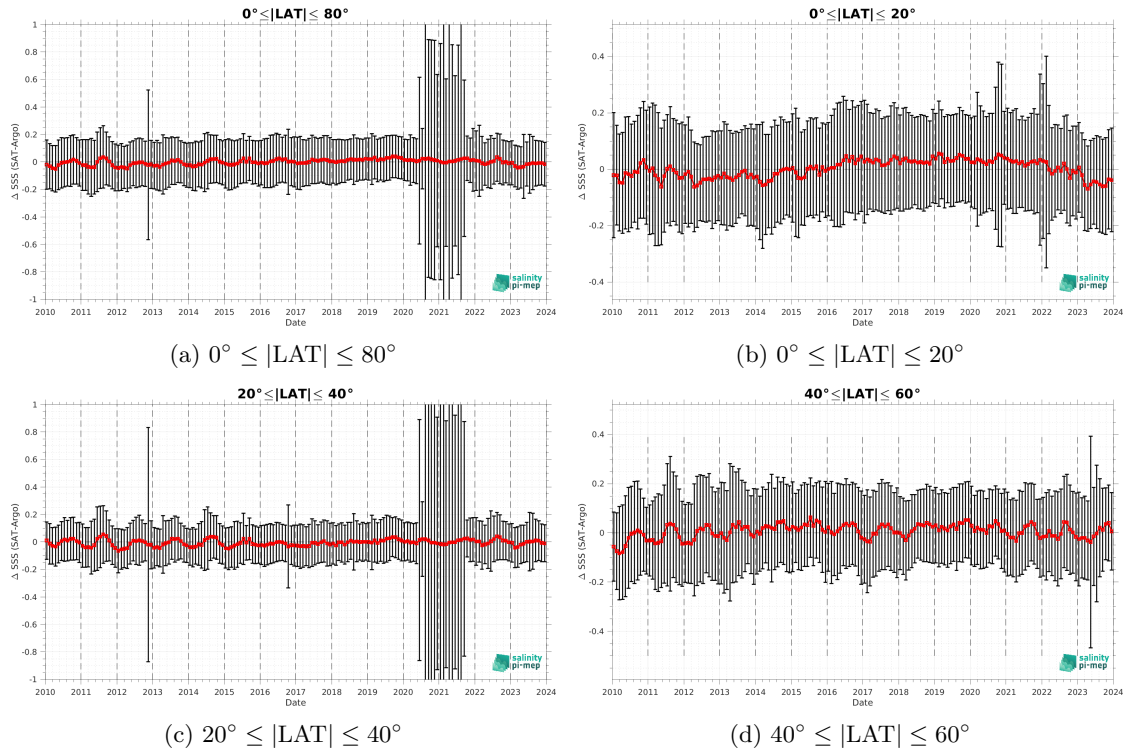 0°≤|LAT|≤ 80°
Δ SSS (SAT-Argo)
1
0.8
0.6
0.4
0.2
0
-0.2
-0.4
-0.6
-0.8
-1
2010 2011 2012 2013 2014 2015 2016 2017 2018 2019 2020 2021 2022 2023 2024
Date
salinity
pi-mep
(a) 0° ≤ |LAT| ≤ 80°
0°≤|LAT|≤ 20°
Δ SSS (SAT-Argo)
0.4
0.2
0
-0.2
-0.4
2010 2011 2012 2013 2014 2015 2016 2017 2018 2019 2020 2021 2022 2023 2024
Date
salinity
pi-mep
(b) 0° ≤ |LAT| ≤ 20°
20°≤|LAT|≤ 40°
Δ SSS (SAT-Argo)
1
0.8
0.6
0.4
0.2
0
-0.2
-0.4
-0.6
-0.8
-1
2010 2011 2012 2013 2014 2015 2016 2017 2018 2019 2020 2021 2022 2023 2024
Date
salinity
pi-mep
(c) 20° ≤ |LAT| ≤ 40°
40°≤|LAT|≤ 60°
Δ SSS (SAT-Argo)
0.4
0.2
0
-0.2
-0.4
2010 2011 2012 2013 2014 2015 2016 2017 2018 2019 2020 2021 2022 2023 2024
Date
salinity
pi-mep
(d) 40° ≤ |LAT| ≤ 60°